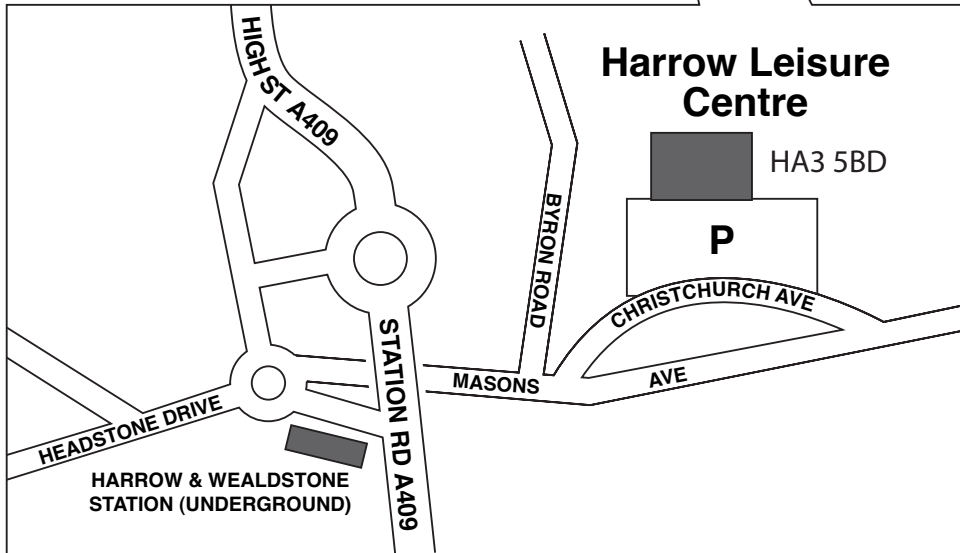 HIGH ST A409
Harrow Leisure
Centre
HA3 5BD
P
BYRON ROAD
CHRISTCHURCH AVE
STATION RD A409
MASONS
AVE
HEADSTONE DRIVE
HARROW & WEALDSTONE
STATION (UNDERGROUND)